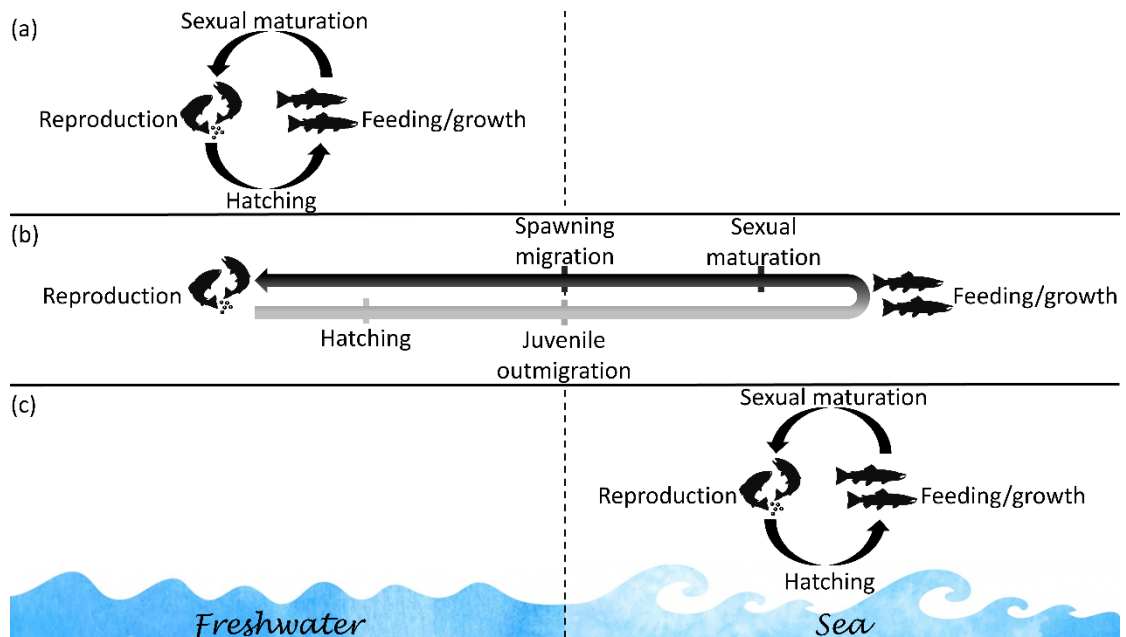 (a)
Sexual maturation
Reproduction
Feeding/growth
Hatching
(b)
Spawning
migration
Sexual
maturation
Reproduction
Feeding/growth
Hatching
Juvenile
outmigration
(c)
Sexual maturation
Reproduction
Feeding/growth
Hatching
Freshwater
Sea